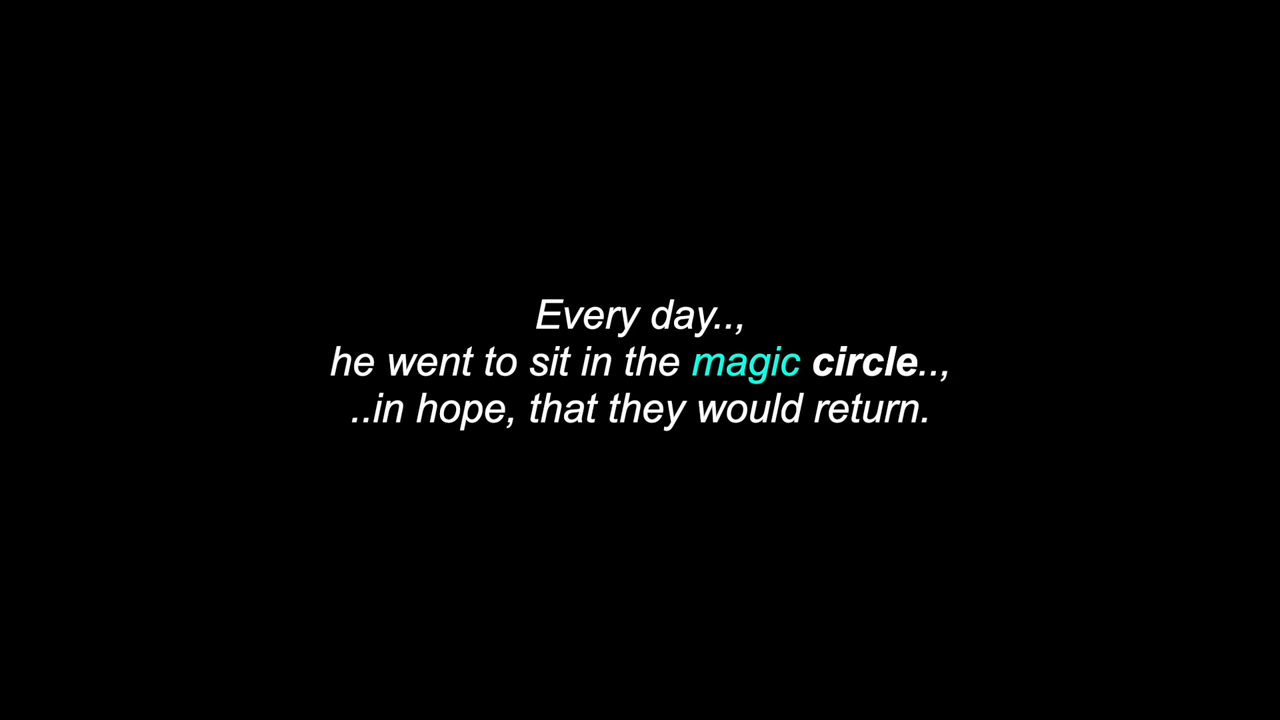 Every day..,
he went to sit in the magic circle..,
..in hope, that they would return.